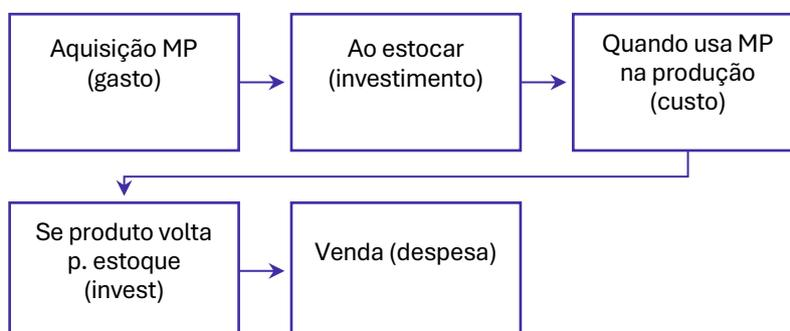 Aquisição MP
(gasto)
Ao estocar
(investimento)
Quando usa MP
na produção
(custo)
Se produto volta
p. estoque
(invest)
Venda (despesa)